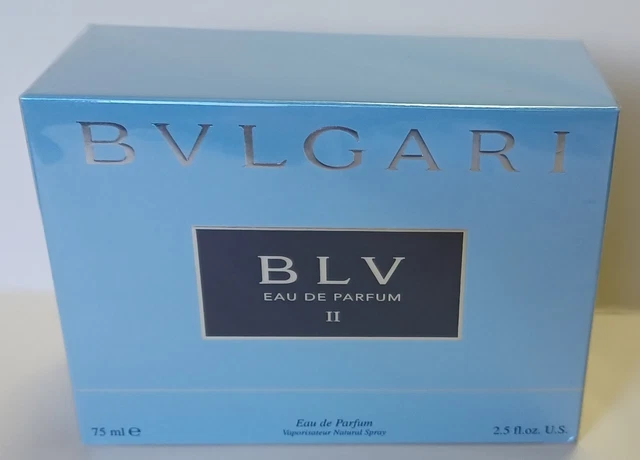 BVLGARI
BLV
EAU DE PARFUM
II
Eau de Parfum
Vaporisateur Natural Spray
75 ml ℮
2.5 fl.oz. U.S.